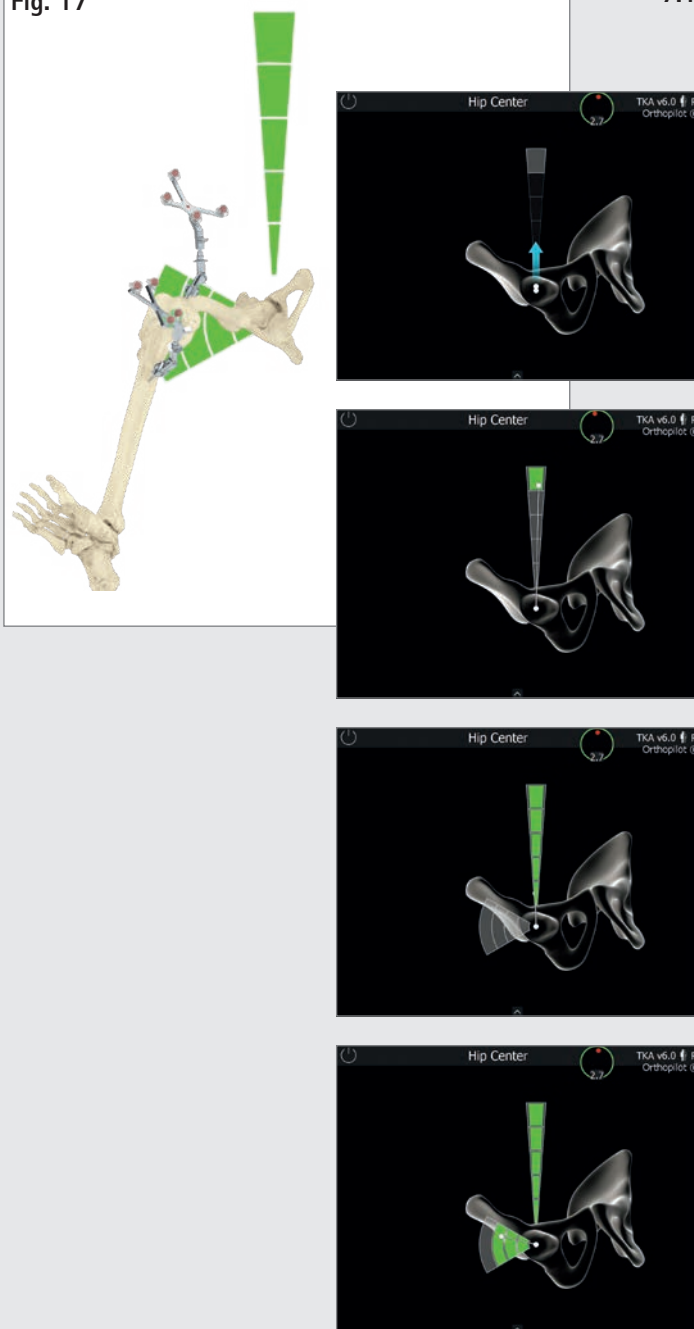 Fig. 17
Hip Center
2.7
TKA v6.0
Orthopilot
Hip Center
2.7
TKA v6.0
Orthopilot
Hip Center
2.7
TKA v6.0
Orthopilot
Hip Center
2.7
TKA v6.0
Orthopilot